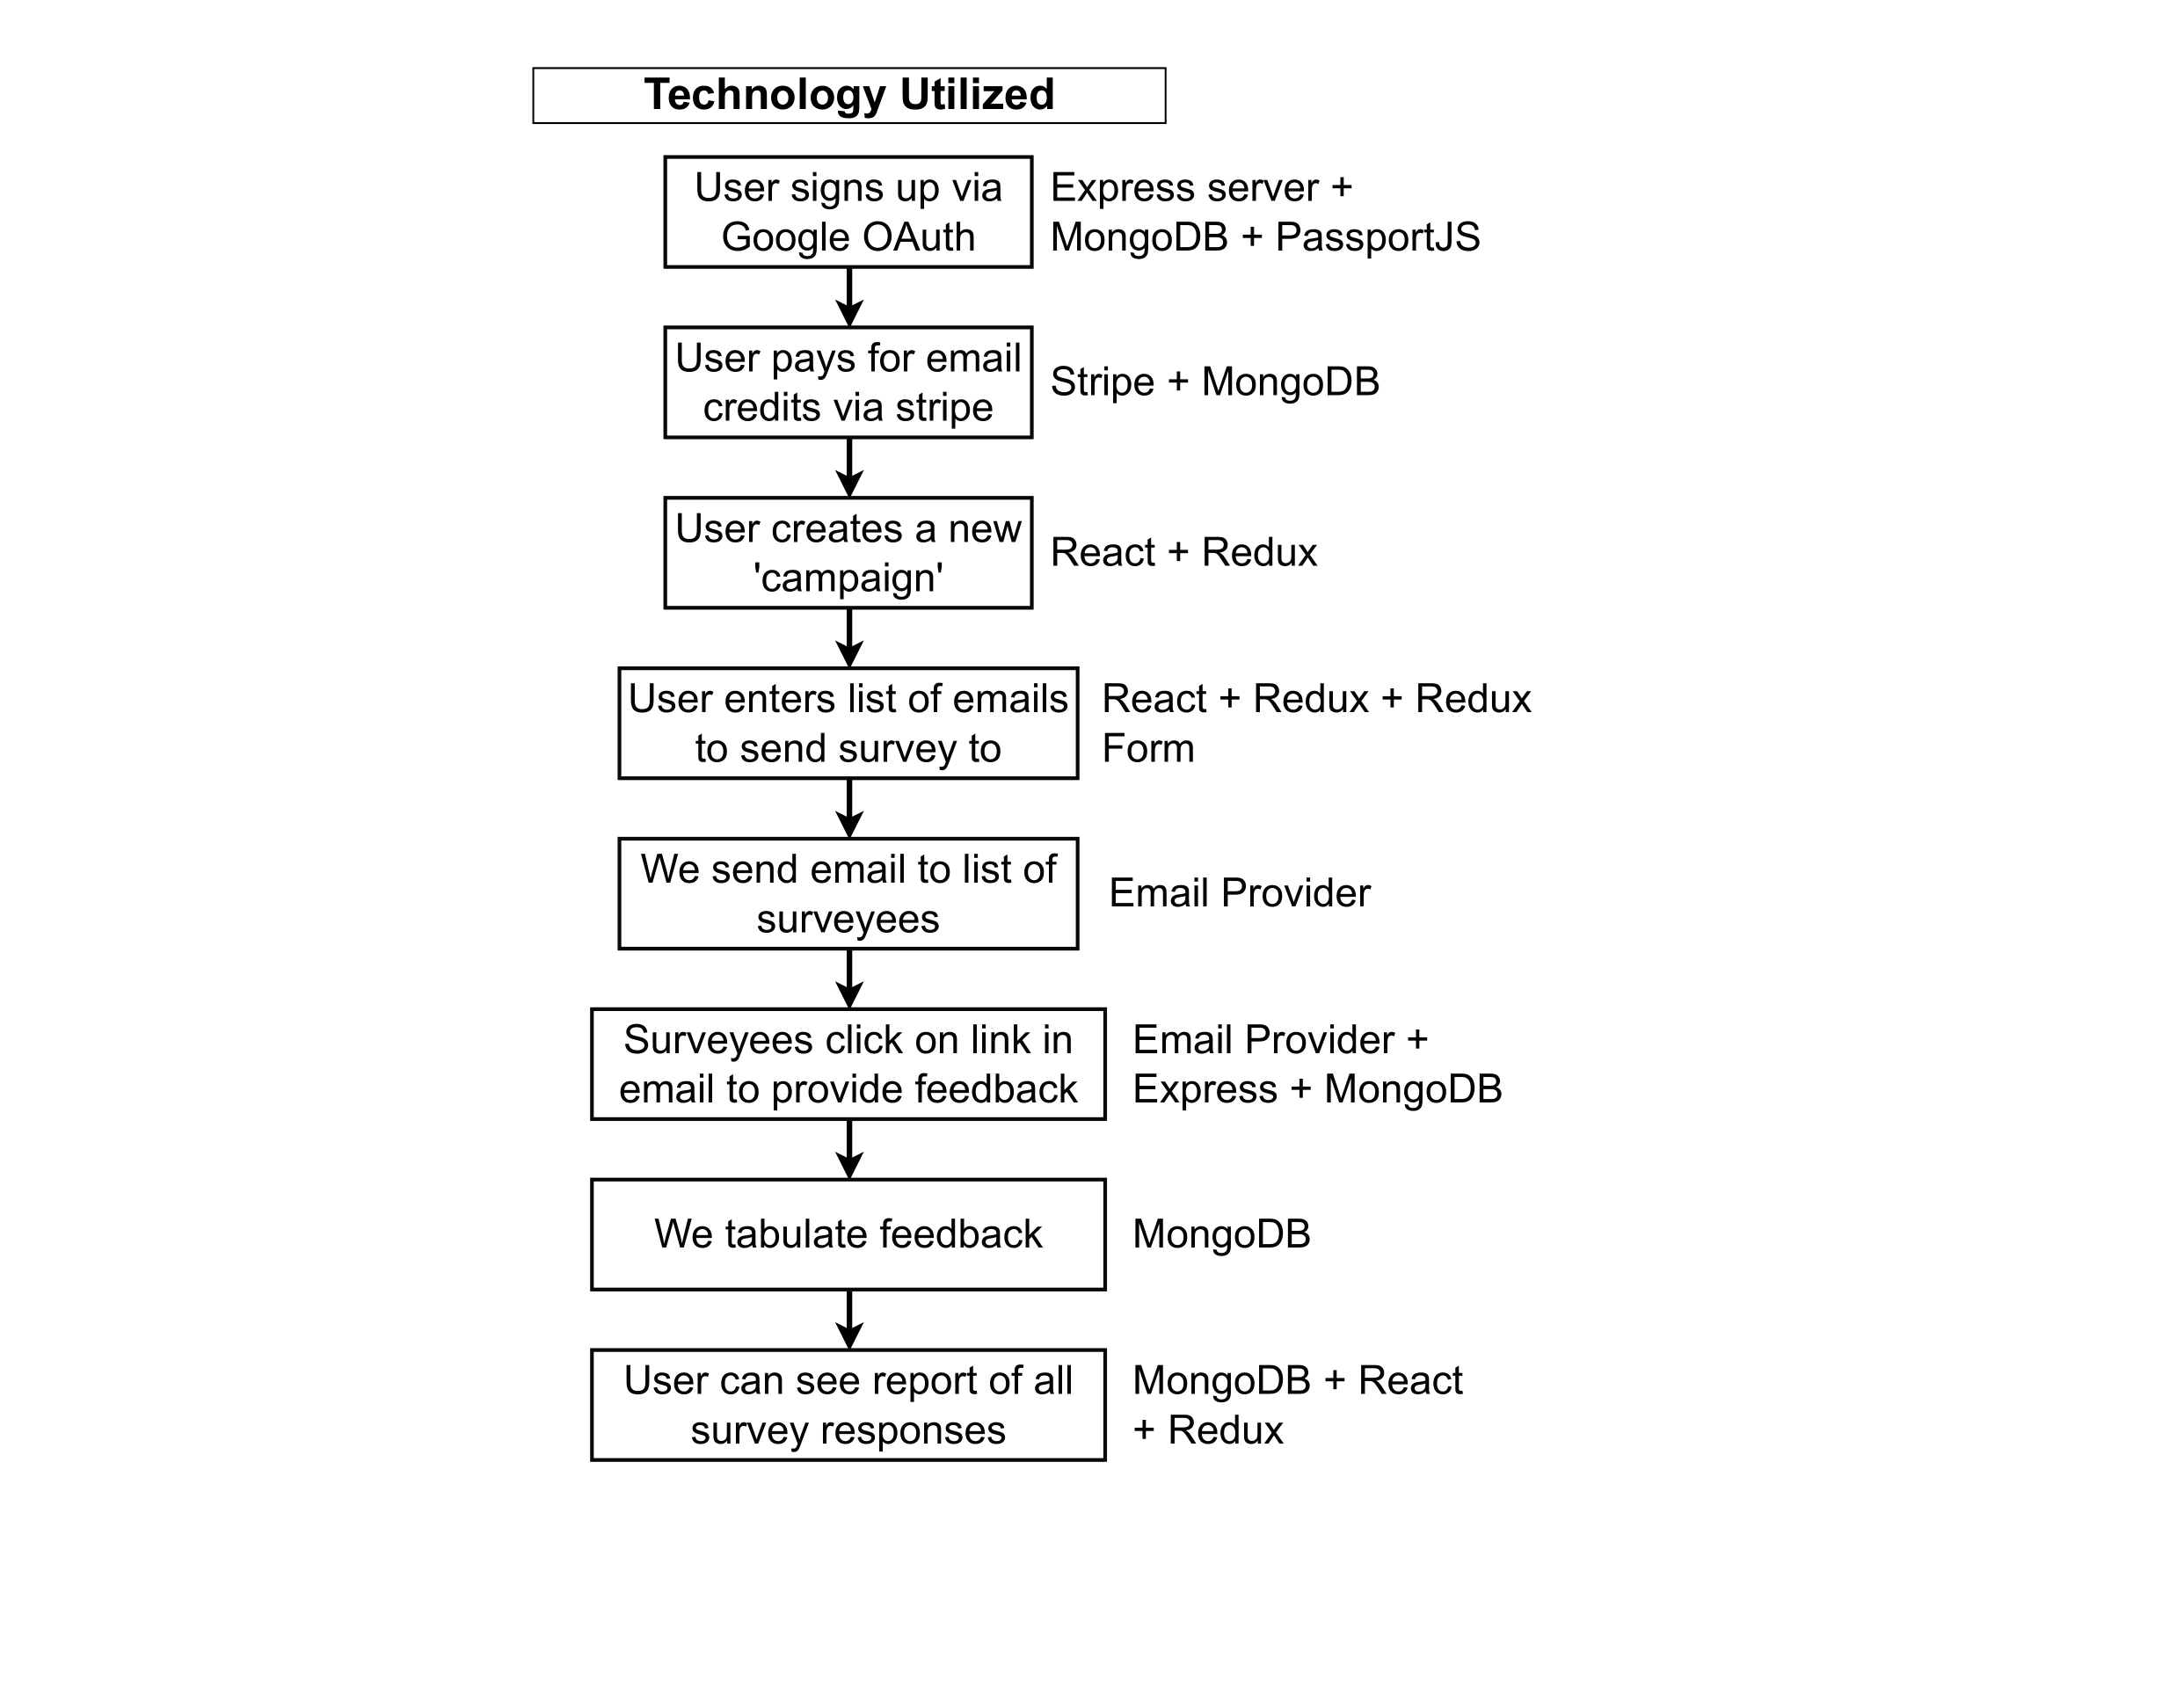 Technology Utilized
User signs up via
Google OAuth
Express server +
MongoDB + PassportJS
User pays for email
credits via stripe
Stripe + MongoDB
User creates a new
'campaign'
React + Redux
User enters list of emails
to send survey to
React + Redux + Redux
Form
We send email to list of
surveyees
Email Provider
Surveyees click on link in
email to provide feedback
Email Provider +
Express + MongoDB
We tabulate feedback
MongoDB
User can see report of all
survey responses
MongoDB + React
+ Redux